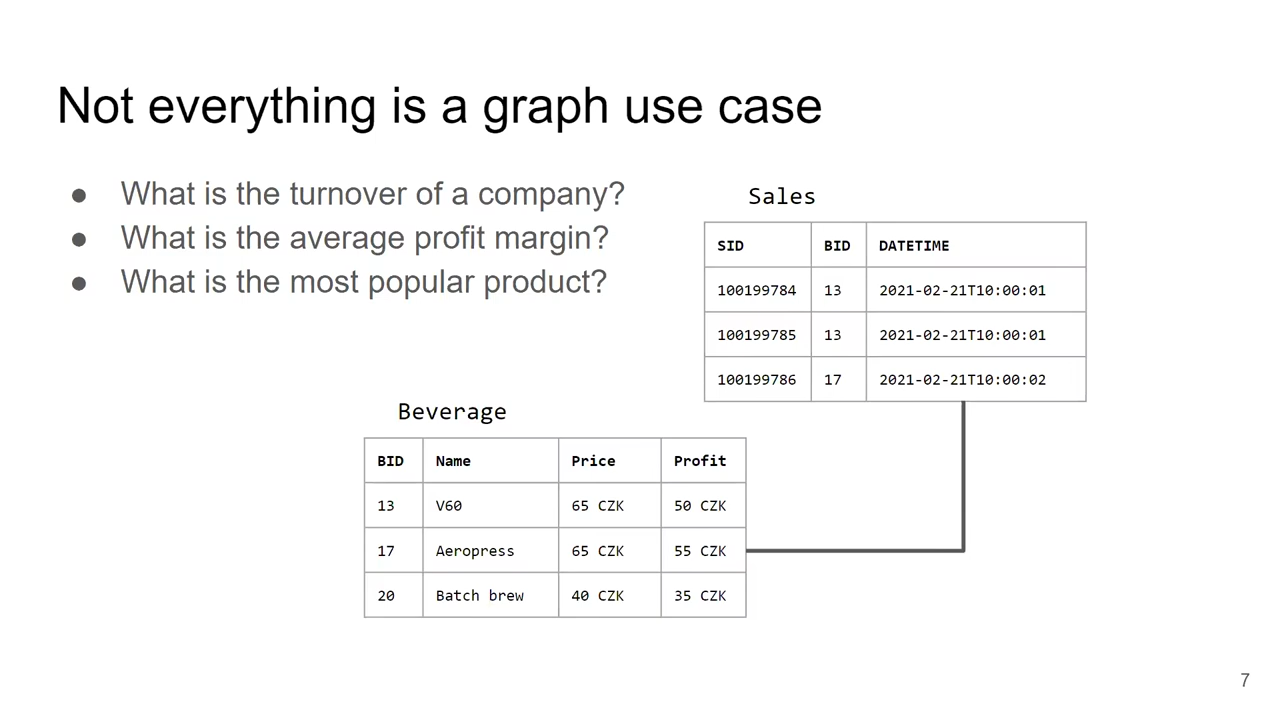 Not everything is a graph use case
● What is the turnover of a company?
● What is the average profit margin?
● What is the most popular product?
Sales
SID BID DATETIME
100199784 13 2021-02-21T10:00:01
100199785 13 2021-02-21T10:00:01
100199786 17 2021-02-21T10:00:02
Beverage
BID Name Price Profit
13 V60 65 CZK 50 CZK
17 Aeropress 65 CZK 55 CZK
20 Batch brew 40 CZK 35 CZK
7